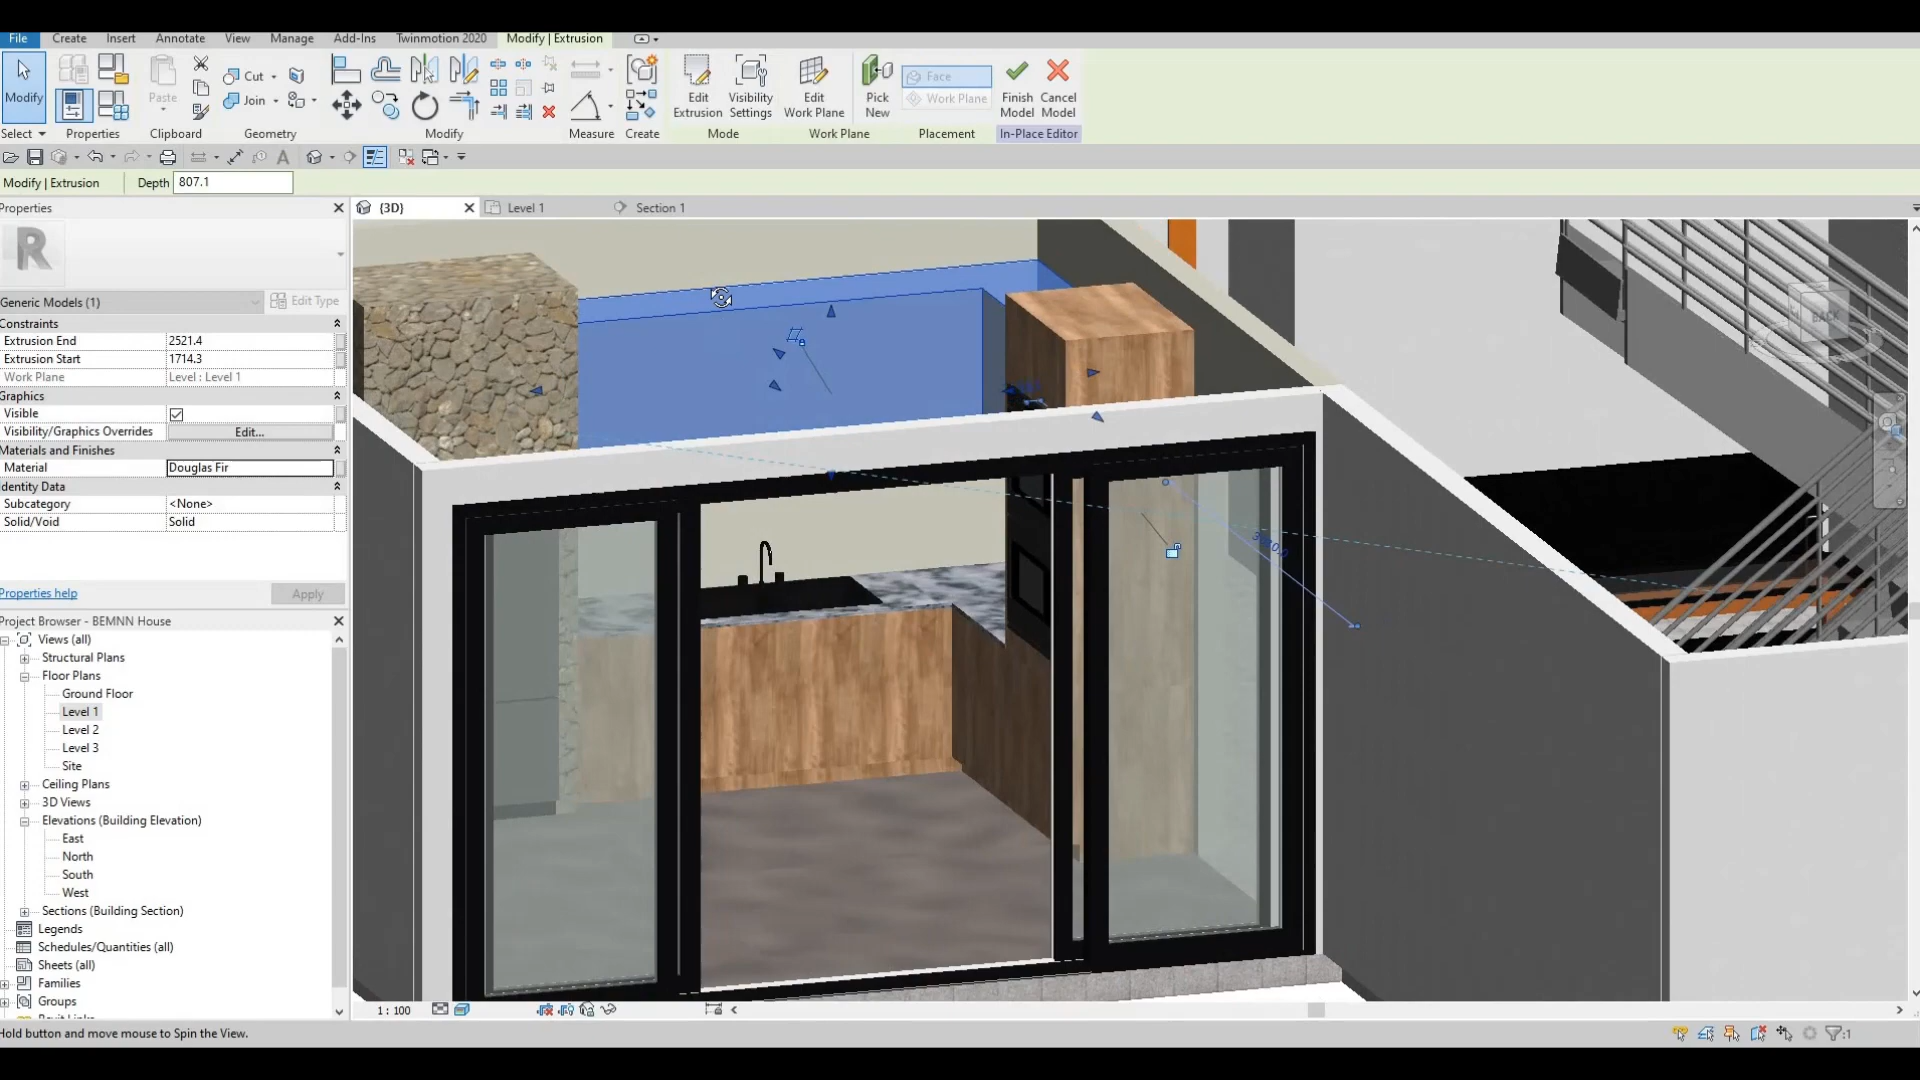 File Create Insert Annotate View Manage Add-Ins Twinmotion 2020 Modify | Extrusion
Modify
Paste
Cut
Join
Edit Extrusion
Visibility Settings
Edit Work Plane
Pick New
Face
Work Plane
Finish Model
Cancel Model
Select Properties Clipboard Geometry Modify Measure Create Mode Work Plane Placement In-Place Editor
Modify | Extrusion Depth 807.1
Properties
{3D} Level 1 Section 1
R
Generic Models (1) Edit Type
Constraints
Extrusion End 2521.4
Extrusion Start 1714.3
Work Plane Level : Level 1
Graphics
Visible
Visibility/Graphics Overrides Edit...
Materials and Finishes
Material Douglas Fir
Identity Data
Subcategory <None>
Solid/Void Solid
Properties help Apply
Project Browser - BEMNN House
Views (all)
Structural Plans
Floor Plans
Ground Floor
Level 1
Level 2
Level 3
Site
Ceiling Plans
3D Views
Elevations (Building Elevation)
East
North
South
West
Sections (Building Section)
Legends
Schedules/Quantities (all)
Sheets (all)
Families
Groups
BACK
1 : 100
Hold button and move mouse to Spin the View.
:1